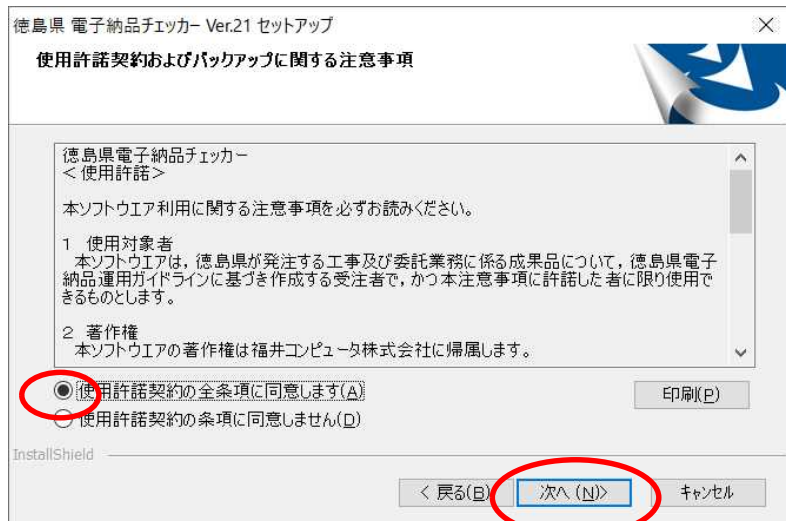 徳島県 電子納品チェッカー Ver.21 セットアップ
使用許諾契約およびバックアップに関する注意事項
徳島県電子納品チェッカー
＜使用許諾＞
本ソフトウエア利用に関する注意事項を必ずお読みください。
１　使用対象者
　本ソフトウエアは，徳島県が発注する工事及び委託業務に係る成果品について，徳島県電子
納品運用ガイドラインに基づき作成する受注者で，かつ本注意事項に許諾した者に限り使用で
きるものとします。
２　著作権
　本ソフトウエアの著作権は福井コンピュータ株式会社に帰属します。
使用許諾契約の全条項に同意します(A)
印刷(P)
使用許諾契約の条項に同意しません(D)
InstallShield
< 戻る(B)
次へ (N)>
キャンセル